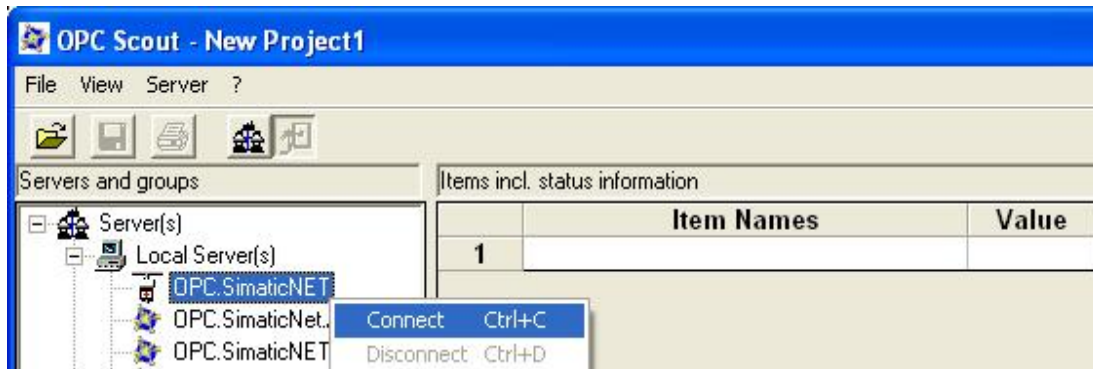 OPC Scout - New Project1
File View Server ?
Servers and groups
Items incl. status information
Server(s)
Item Names Value
Local Server(s)
1
OPC.SimaticNET
OPC.SimaticNet.
Connect Ctrl+C
OPC.SimaticNET
Disconnect Ctrl+D